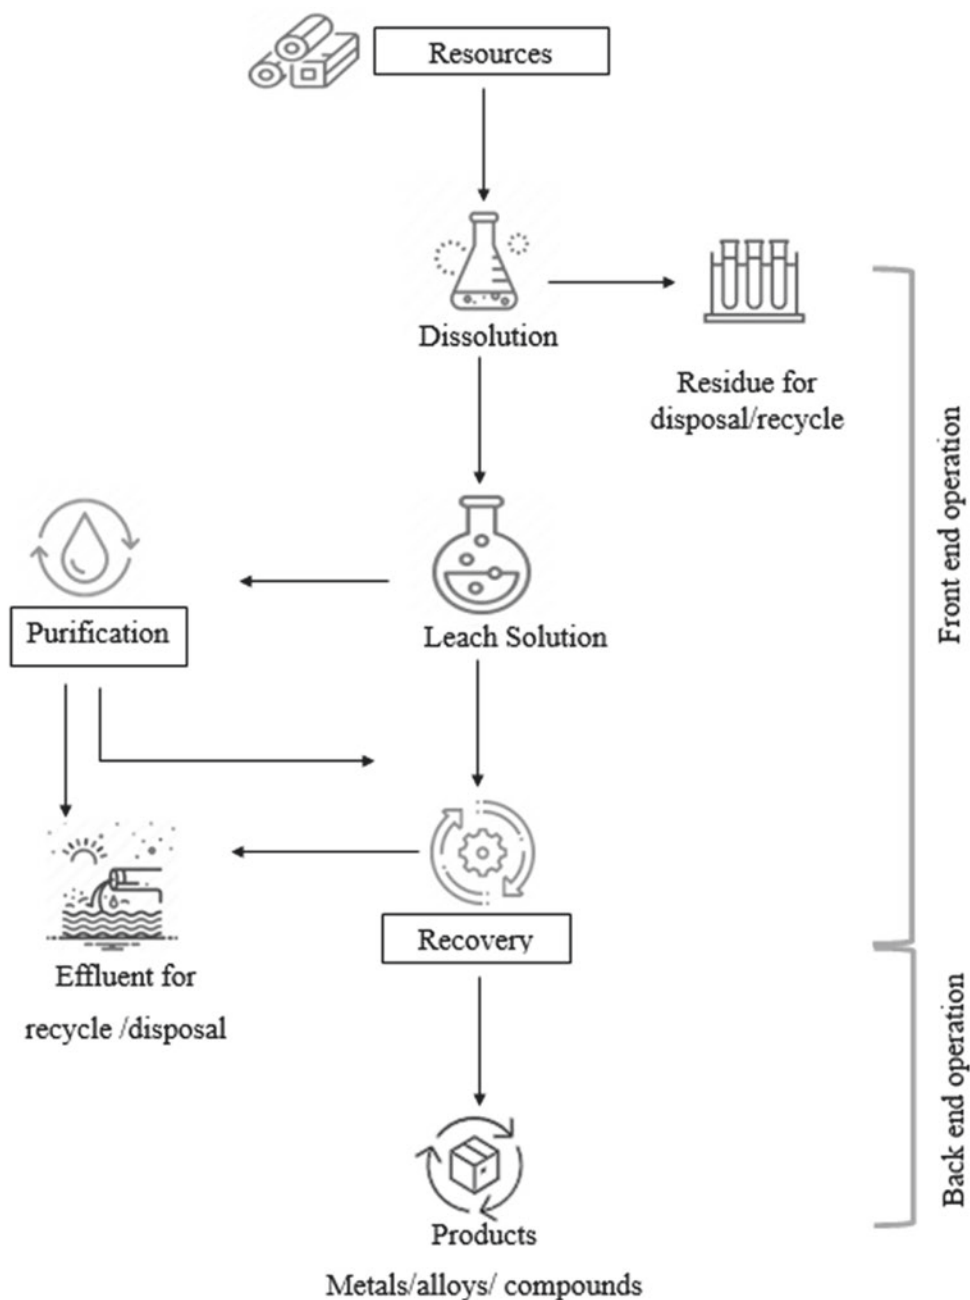 Resources
Dissolution
Residue for
disposal/recycle
Front end operation
Purification
Leach Solution
Recovery
Effluent for
recycle /disposal
Back end operation
Products
Metals/alloys/ compounds